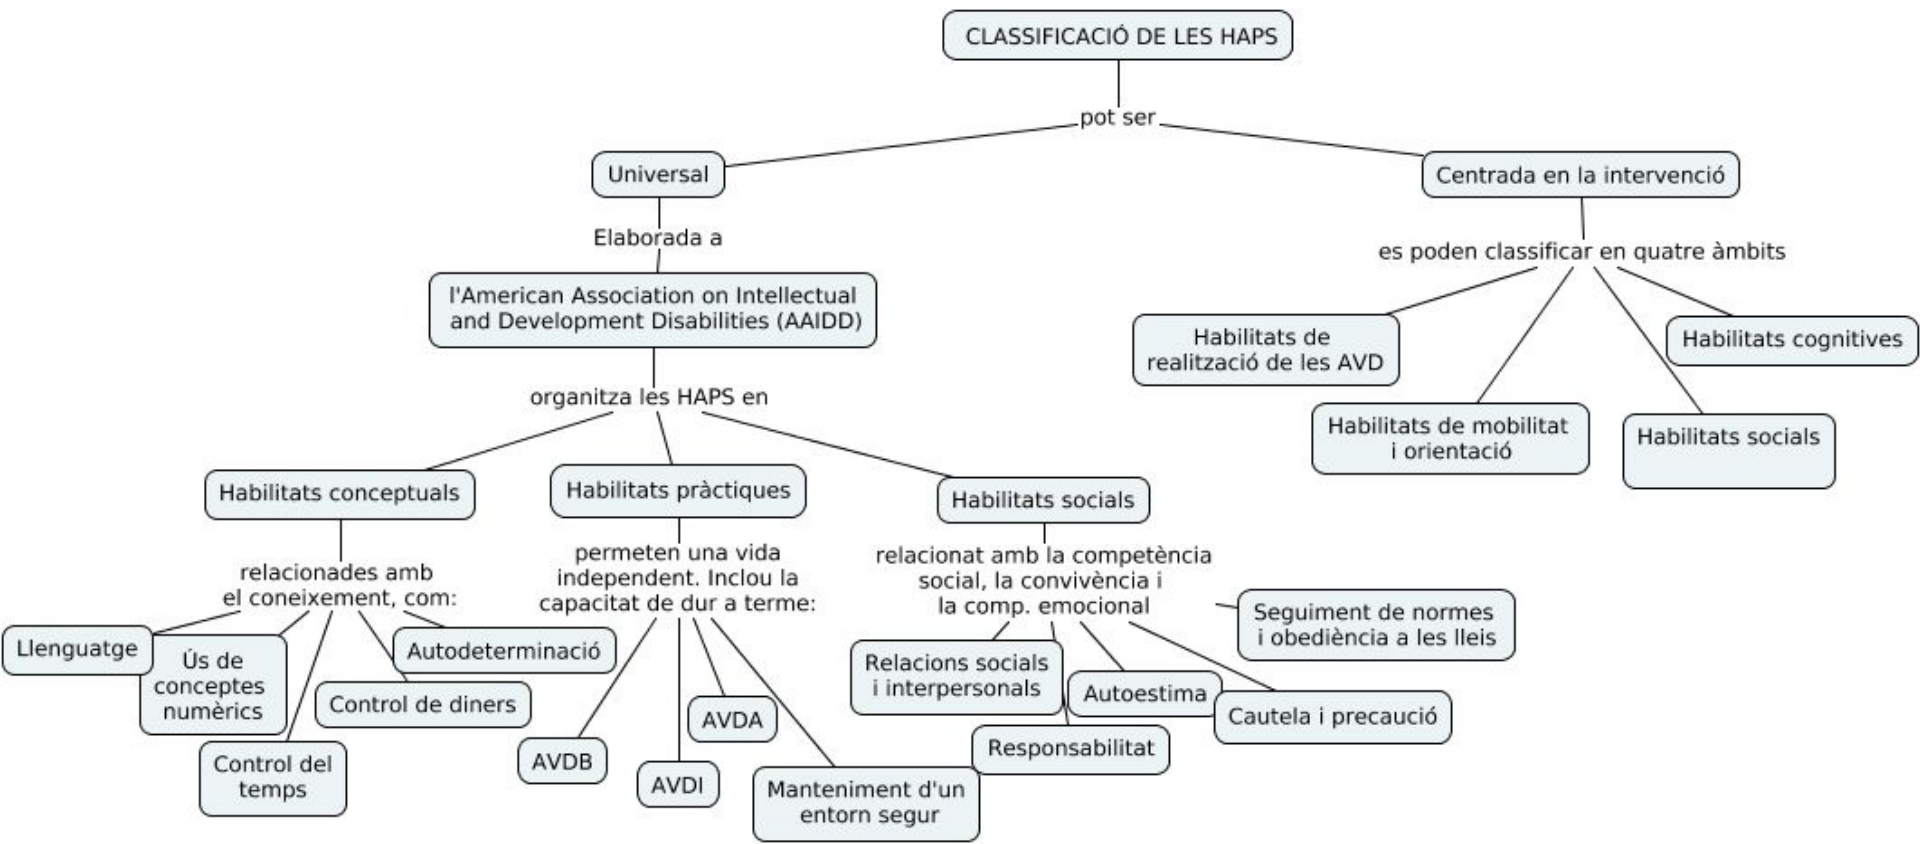 CLASSIFICACIÓ DE LES HAPS
pot ser
Universal
Centrada en la intervenció
Elaborada a
es poden classificar en quatre àmbits
l'American Association on Intellectual
and Development Disabilities (AAIDD)
Habilitats de
realització de les AVD
Habilitats cognitives
organitza les HAPS en
Habilitats de mobilitat
i orientació
Habilitats socials
Habilitats conceptuals
Habilitats pràctiques
Habilitats socials
relacionades amb
el coneixement, com:
permeten una vida
independent. Inclou la
capacitat de dur a terme:
relacionat amb la competència
social, la convivència i
la comp. emocional
Seguiment de normes
i obediència a les lleis
Llenguatge
Ús de
conceptes
numèrics
Autodeterminació
Control de diners
Control del
temps
AVDB
AVDI
AVDA
Manteniment d'un
entorn segur
Relacions socials
i interpersonals
Autoestima
Cautela i precaució
Responsabilitat